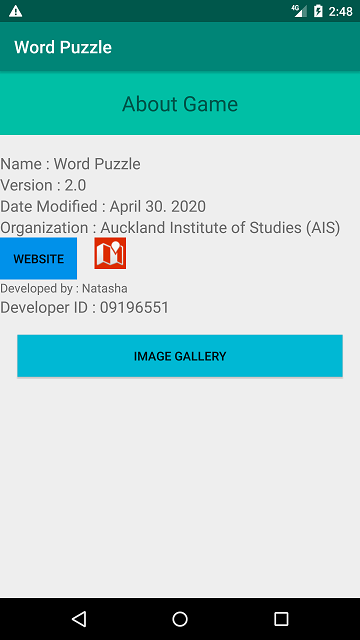 4G 2:48
Word Puzzle
About Game
Name : Word Puzzle
Version : 2.0
Date Modified : April 30. 2020
Organization : Auckland Institute of Studies (AIS)
WEBSITE
Developed by : Natasha
Developer ID : 09196551
IMAGE GALLERY